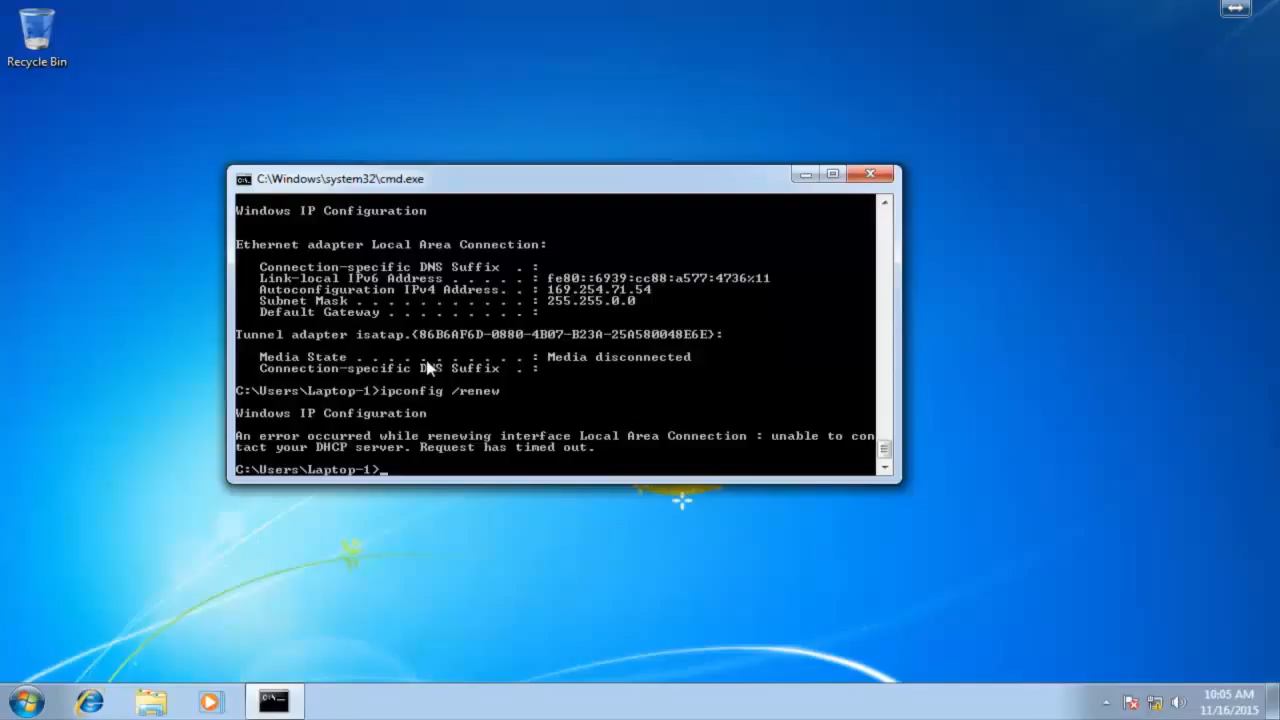 Recycle Bin
C:\Windows\system32\cmd.exe
Windows IP Configuration
Ethernet adapter Local Area Connection:
Connection-specific DNS Suffix . :
Link-local IPv6 Address . . . . . : fe80::6939:cc88:a577:4736%11
Autoconfiguration IPv4 Address. . : 169.254.71.54
Subnet Mask . . . . . . . . . . . : 255.255.0.0
Default Gateway . . . . . . . . . :
Tunnel adapter isatap.{86B6AF6D-0880-4B07-B23A-25A580048E6E}:
Media State . . . . . . . . . . . : Media disconnected
Connection-specific DNS Suffix . :
C:\Users\Laptop-1>ipconfig /renew
Windows IP Configuration
An error occurred while renewing interface Local Area Connection : unable to con
tact your DHCP server. Request has timed out.
C:\Users\Laptop-1>_
10:05 AM
11/16/2015